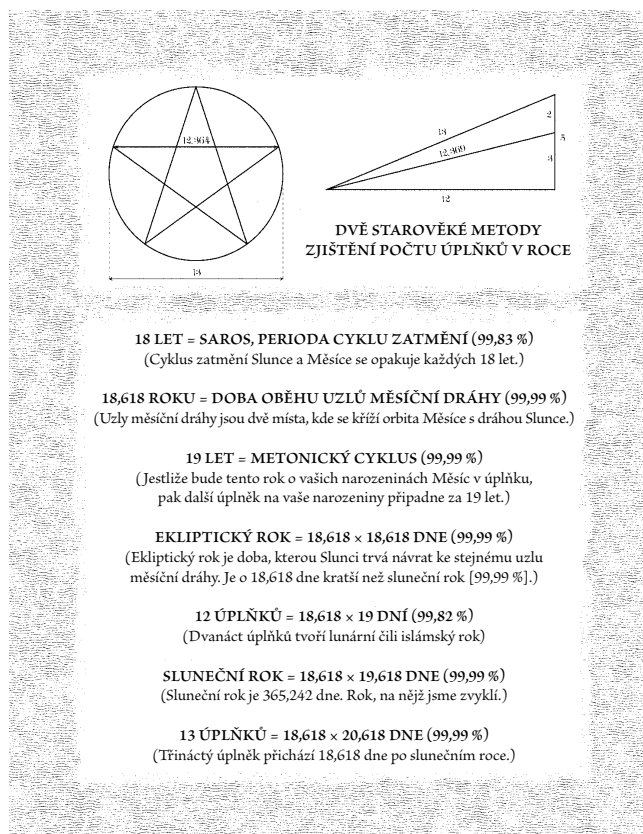 12,364
13
13
12,369
12
2
5
3
DVĚ STAROVĚKÉ METODY
ZJIŠTĚNÍ POČTU ÚPLŇKŮ V ROCE
18 LET = SAROS, PERIODA CYKLU ZATMĚNÍ (99,83 %)
(Cyklus zatmění Slunce a Měsíce se opakuje každých 18 let.)
18,618 ROKU = DOBA OBĚHU UZLŮ MĚSÍČNÍ DRÁHY (99,99 %)
(Uzly měsíční dráhy jsou dvě místa, kde se kříží orbita Měsíce s dráhou Slunce.)
19 LET = METONICKÝ CYKLUS (99,99 %)
(Jestliže bude tento rok o vašich narozeninách Měsíc v úplňku,
pak další úplněk na vaše narozeniny připadne za 19 let.)
EKLIPTICKÝ ROK = 18,618 × 18,618 DNE (99,99 %)
(Ekliptický rok je doba, kterou Slunci trvá návrat ke stejnému uzlu
měsíční dráhy. Je o 18,618 dne kratší než sluneční rok [99,99 %].)
12 ÚPLŇKŮ = 18,618 × 19 DNÍ (99,82 %)
(Dvanáct úplňků tvoří lunární čili islámský rok)
SLUNEČNÍ ROK = 18,618 × 19,618 DNE (99,99 %)
(Sluneční rok je 365,242 dne. Rok, na nějž jsme zvyklí.)
13 ÚPLŇKŮ = 18,618 × 20,618 DNE (99,99 %)
(Třináctý úplněk přichází 18,618 dne po slunečním roce.)